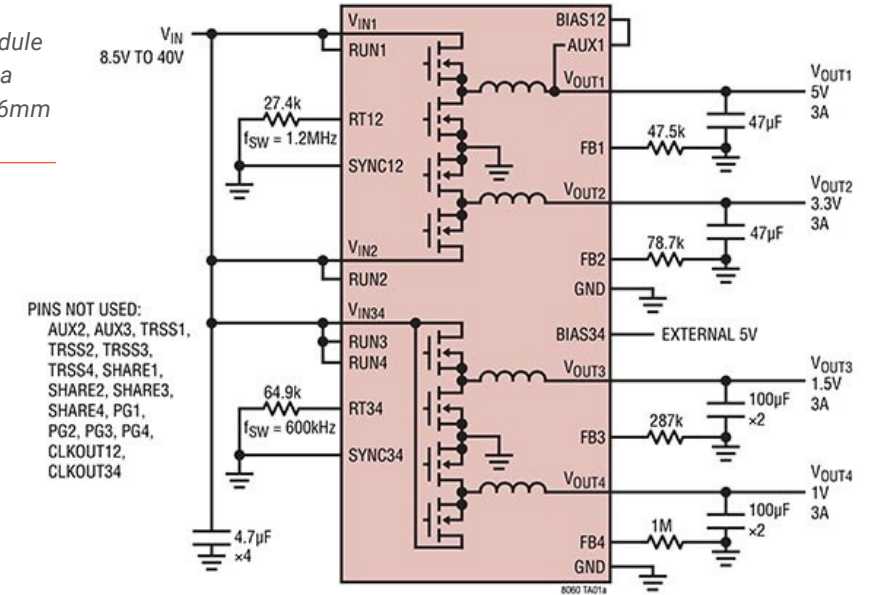 dule
a
6mm
VIN
8.5V TO 40V
VIN1
RUN1
27.4k
RT12
fSW = 1.2MHz
SYNC12
VIN2
RUN2
VIN34
RUN3
RUN4
64.9k
RT34
fSW = 600kHz
SYNC34
PINS NOT USED:
AUX2, AUX3, TRSS1,
TRSS2, TRSS3,
TRSS4, SHARE1,
SHARE2, SHARE3,
SHARE4, PG1,
PG2, PG3, PG4,
CLKOUT12,
CLKOUT34
4.7µF
×4
BIAS12
AUX1
VOUT1
VOUT1
5V
3A
47µF
47.5k
FB1
VOUT2
VOUT2
3.3V
3A
47µF
78.7k
FB2
GND
BIAS34
EXTERNAL 5V
VOUT3
VOUT3
1.5V
3A
100µF
×2
287k
FB3
VOUT4
VOUT4
1V
3A
100µF
×2
1M
FB4
GND
8060 TA01a